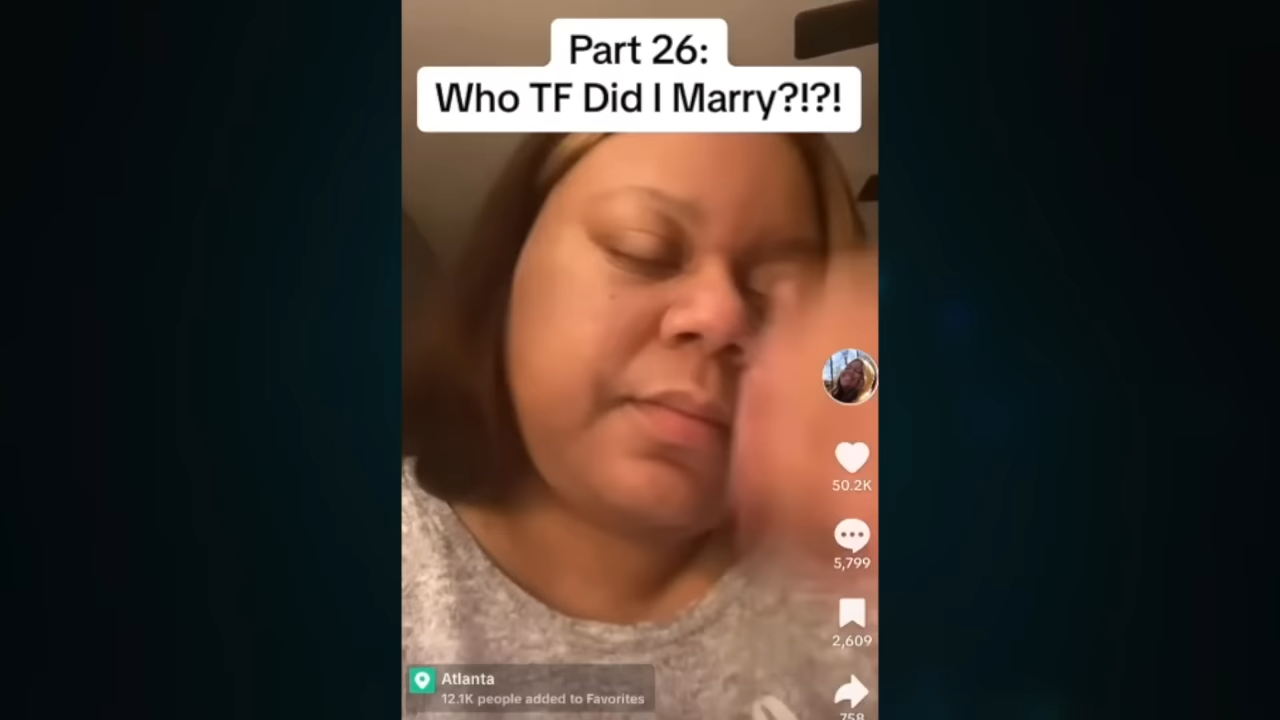 Part 26:
Who TF Did I Marry?!?!
50.2K
5,799
2,609
Atlanta
12.1K people added to Favorites
758